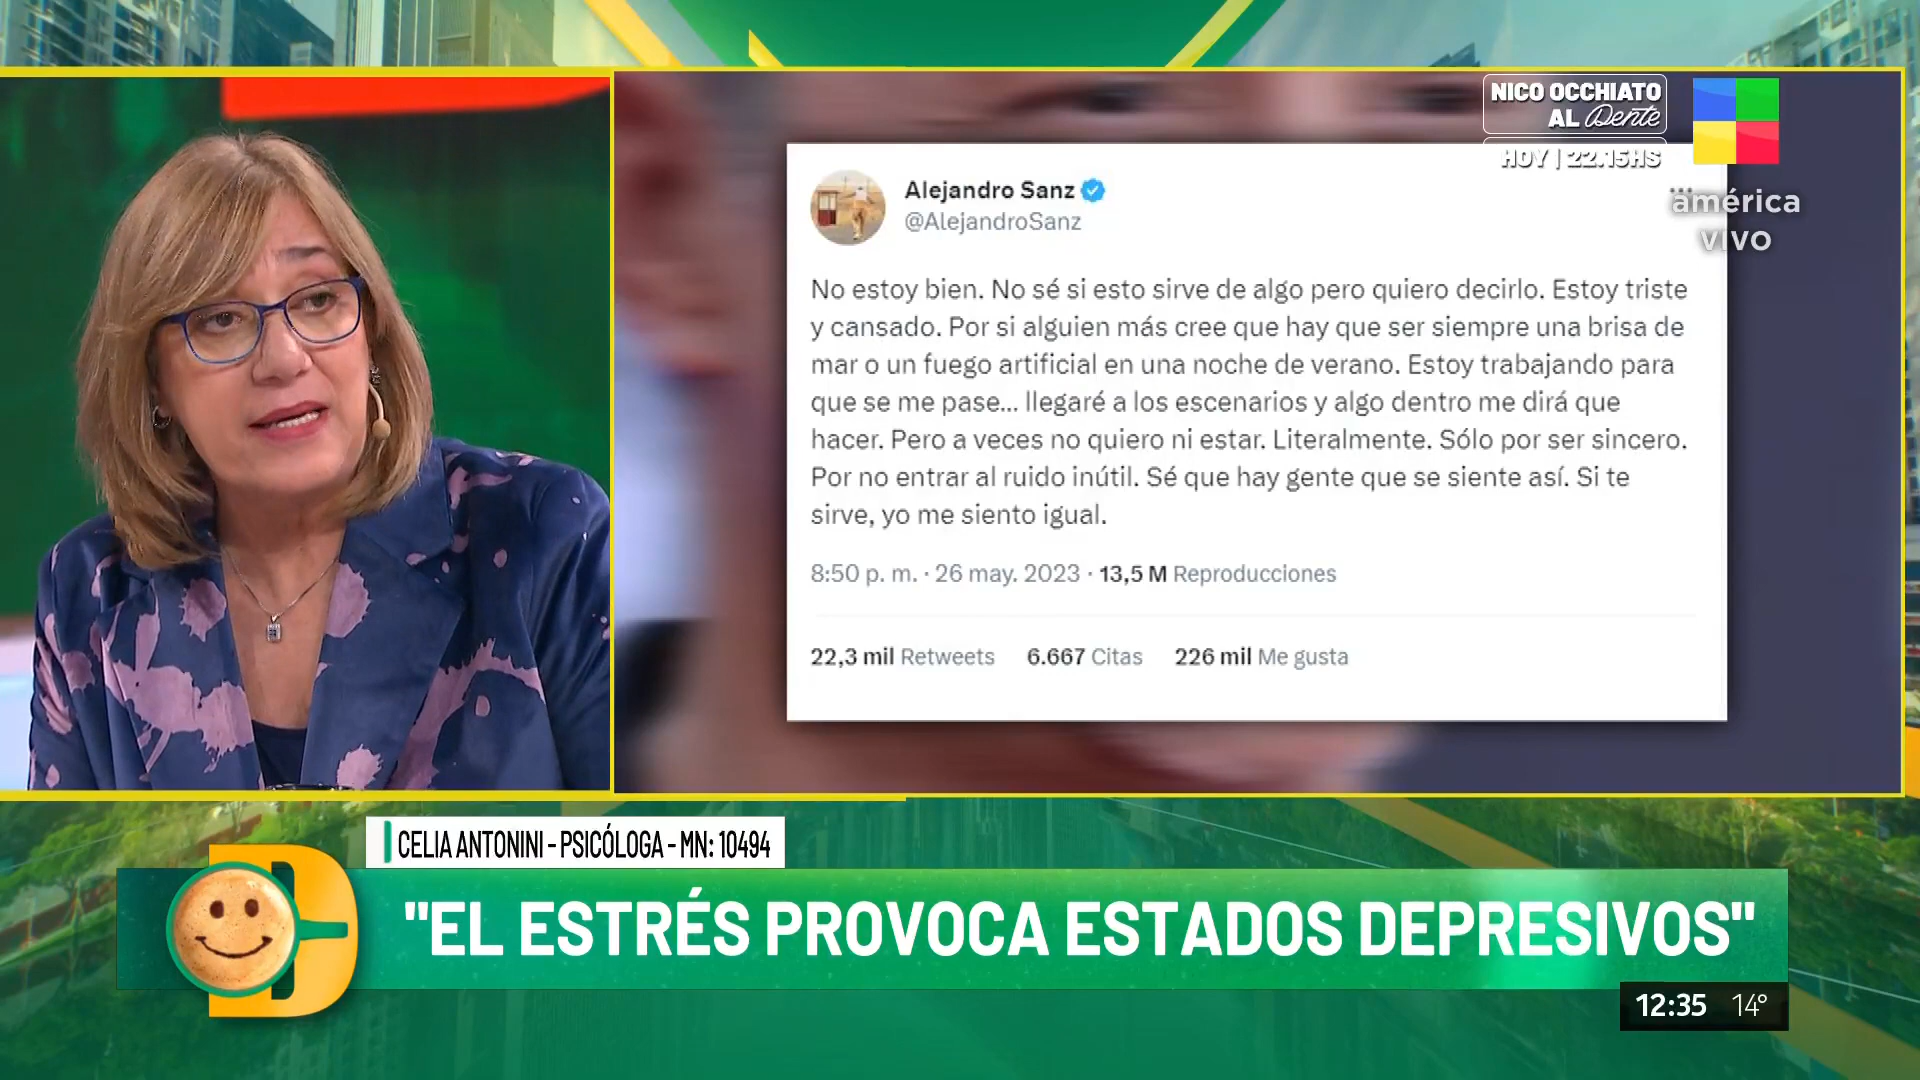 NICO OCCHIATO
AL Dente
HOY | 22.15HS
américa
VIVO
Alejandro Sanz
@AlejandroSanz
No estoy bien. No sé si esto sirve de algo pero quiero decirlo. Estoy triste
y cansado. Por si alguien más cree que hay que ser siempre una brisa de
mar o un fuego artificial en una noche de verano. Estoy trabajando para
que se me pase... llegaré a los escenarios y algo dentro me dirá que
hacer. Pero a veces no quiero ni estar. Literalmente. Sólo por ser sincero.
Por no entrar al ruido inútil. Sé que hay gente que se siente así. Si te
sirve, yo me siento igual.
8:50 p. m. · 26 may. 2023 · 13,5 M Reproducciones
22,3 mil Retweets 6.667 Citas 226 mil Me gusta
CELIA ANTONINI - PSICÓLOGA - MN: 10494
D
"EL ESTRÉS PROVOCA ESTADOS DEPRESIVOS"
12:35 14°